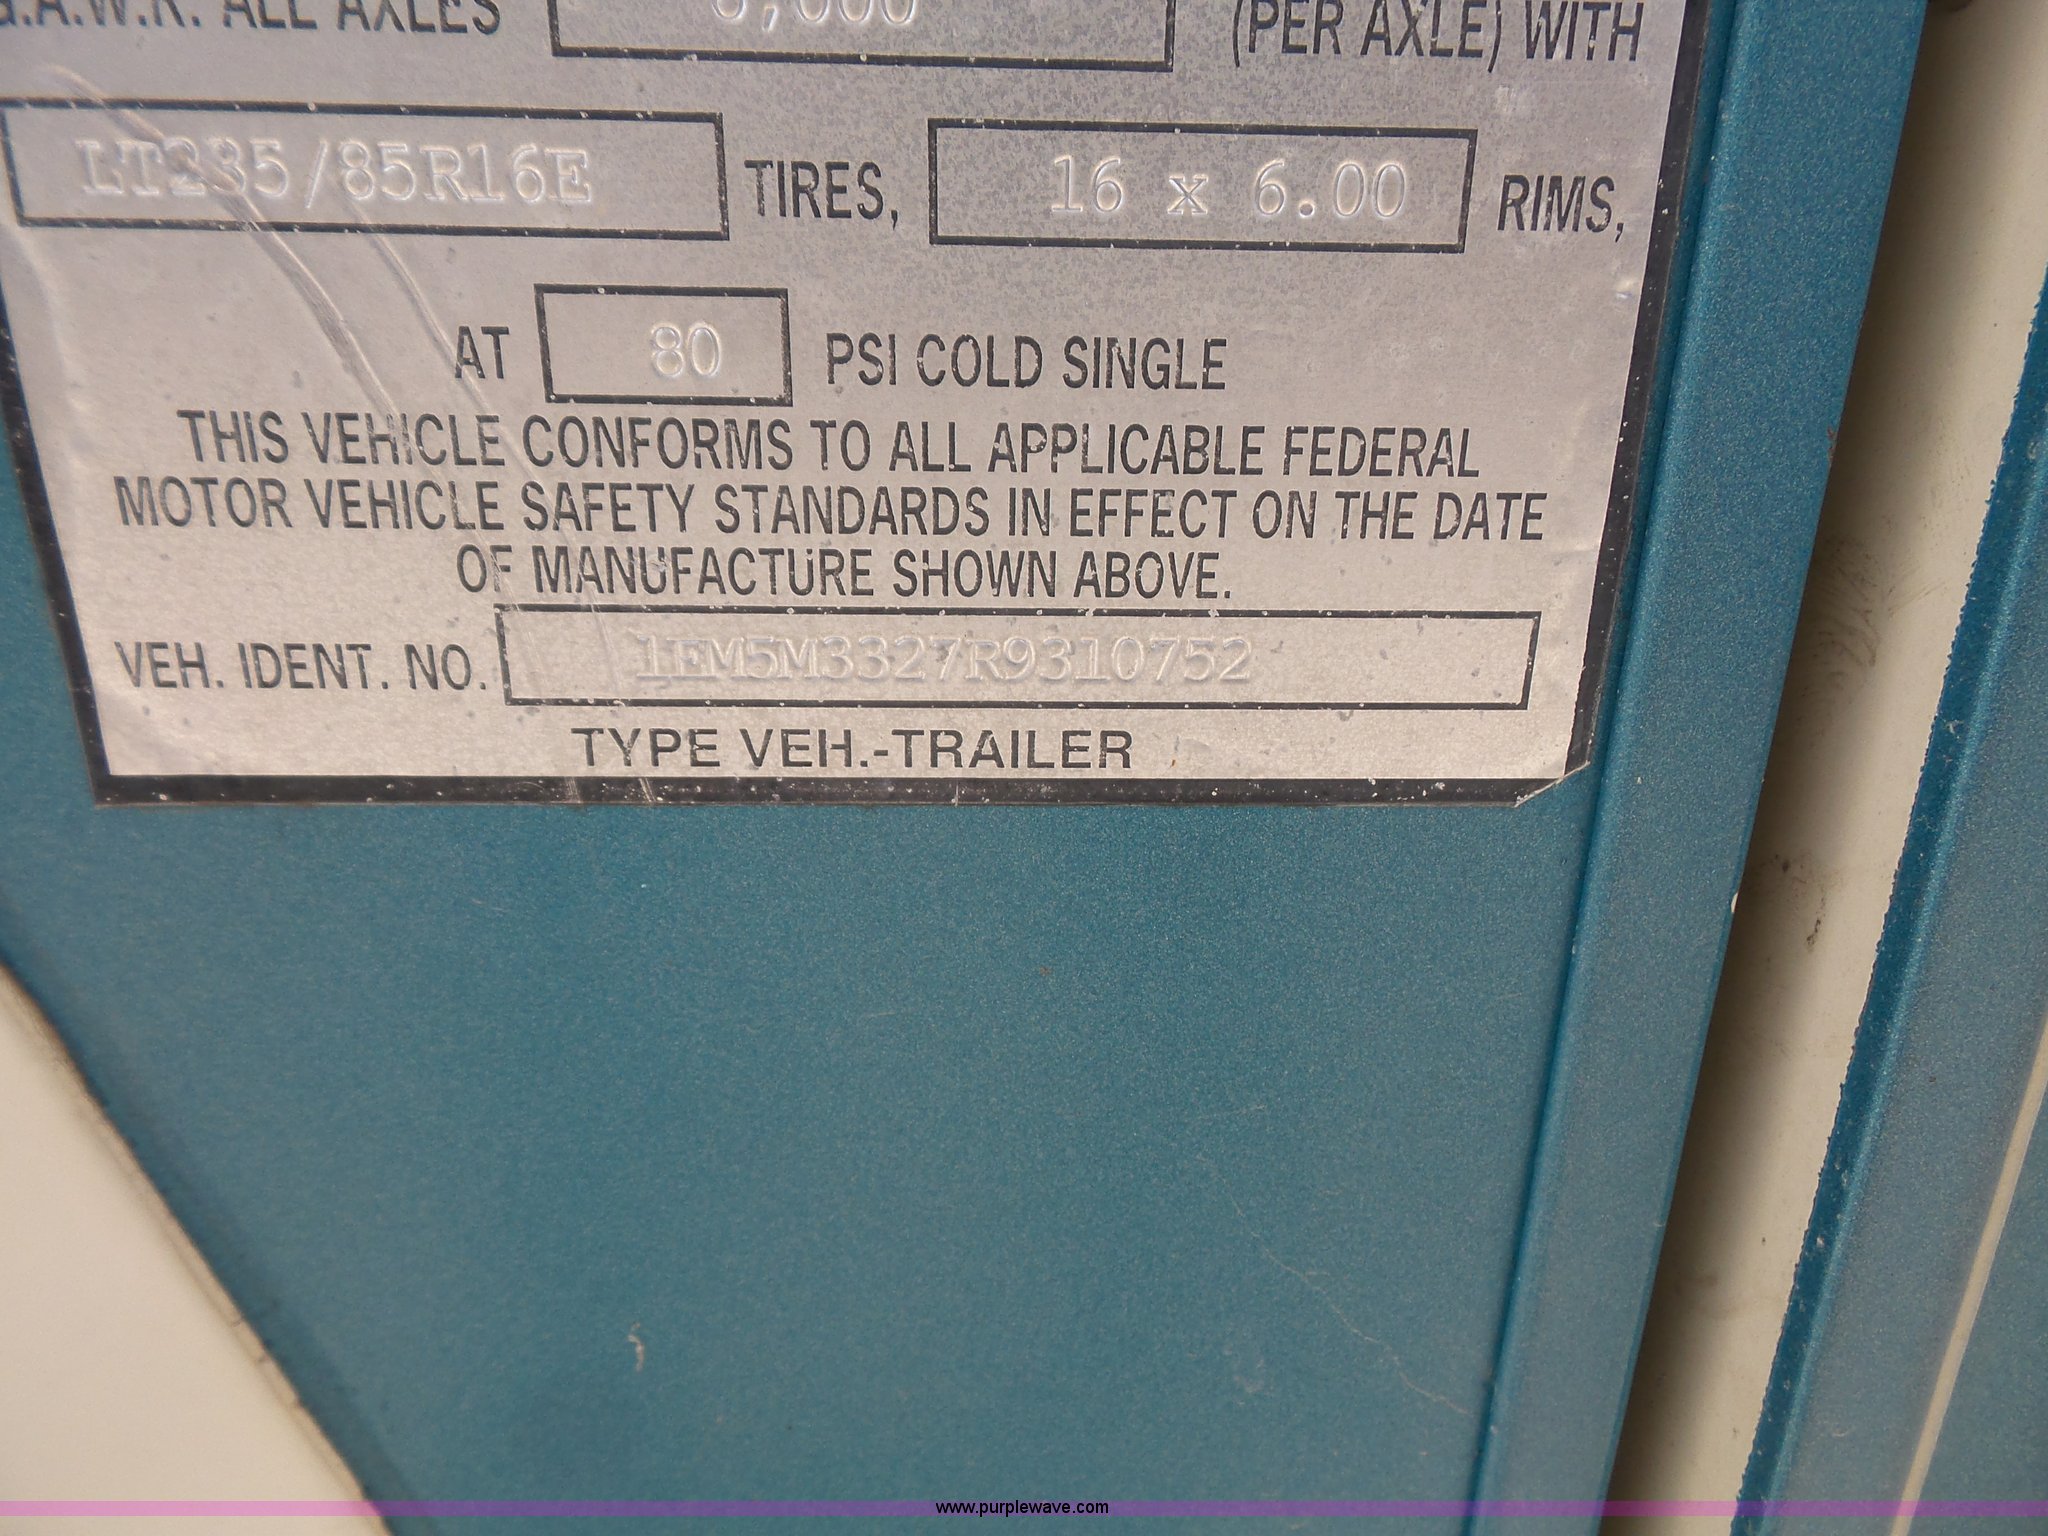 G.A.W.R. ALL AXLES 6,000 (PER AXLE) WITH
LT235/85R16E TIRES, 16 x 6.00 RIMS,
AT 80 PSI COLD SINGLE
THIS VEHICLE CONFORMS TO ALL APPLICABLE FEDERAL
MOTOR VEHICLE SAFETY STANDARDS IN EFFECT ON THE DATE
OF MANUFACTURE SHOWN ABOVE.
VEH. IDENT. NO. 1EM5M3327R9310752
TYPE VEH.-TRAILER
www.purplewave.com